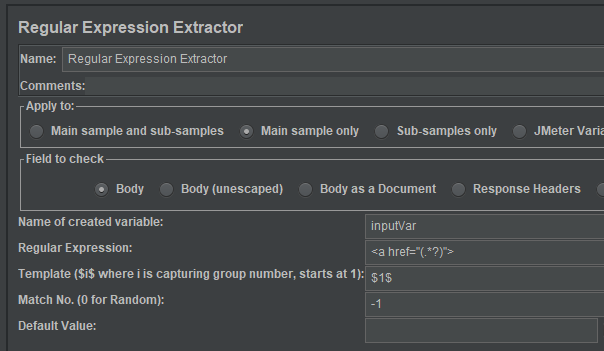 Regular Expression Extractor
Name: Regular Expression Extractor
Comments:
Apply to:
Main sample and sub-samples Main sample only Sub-samples only JMeter Varia
Field to check
Body Body (unescaped) Body as a Document Response Headers
Name of created variable: inputVar
Regular Expression: <a href="(.*?)">
Template ($i$ where i is capturing group number, starts at 1): $1$
Match No. (0 for Random): -1
Default Value: